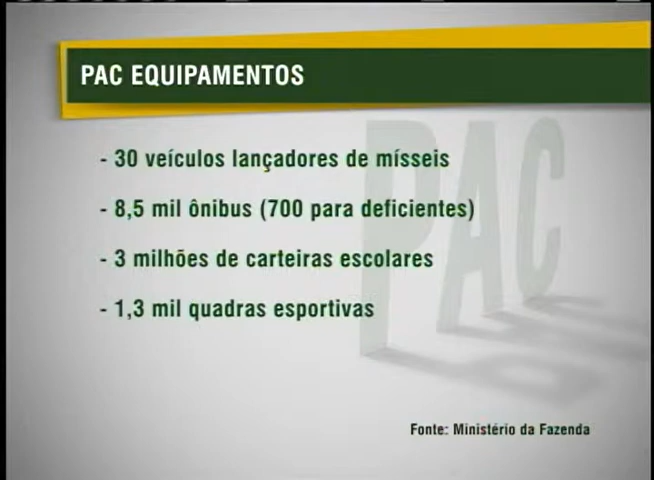 PAC EQUIPAMENTOS
- 30 veículos lançadores de mísseis
- 8,5 mil ônibus (700 para deficientes)
- 3 milhões de carteiras escolares
- 1,3 mil quadras esportivas
PAC
Fonte: Ministério da Fazenda